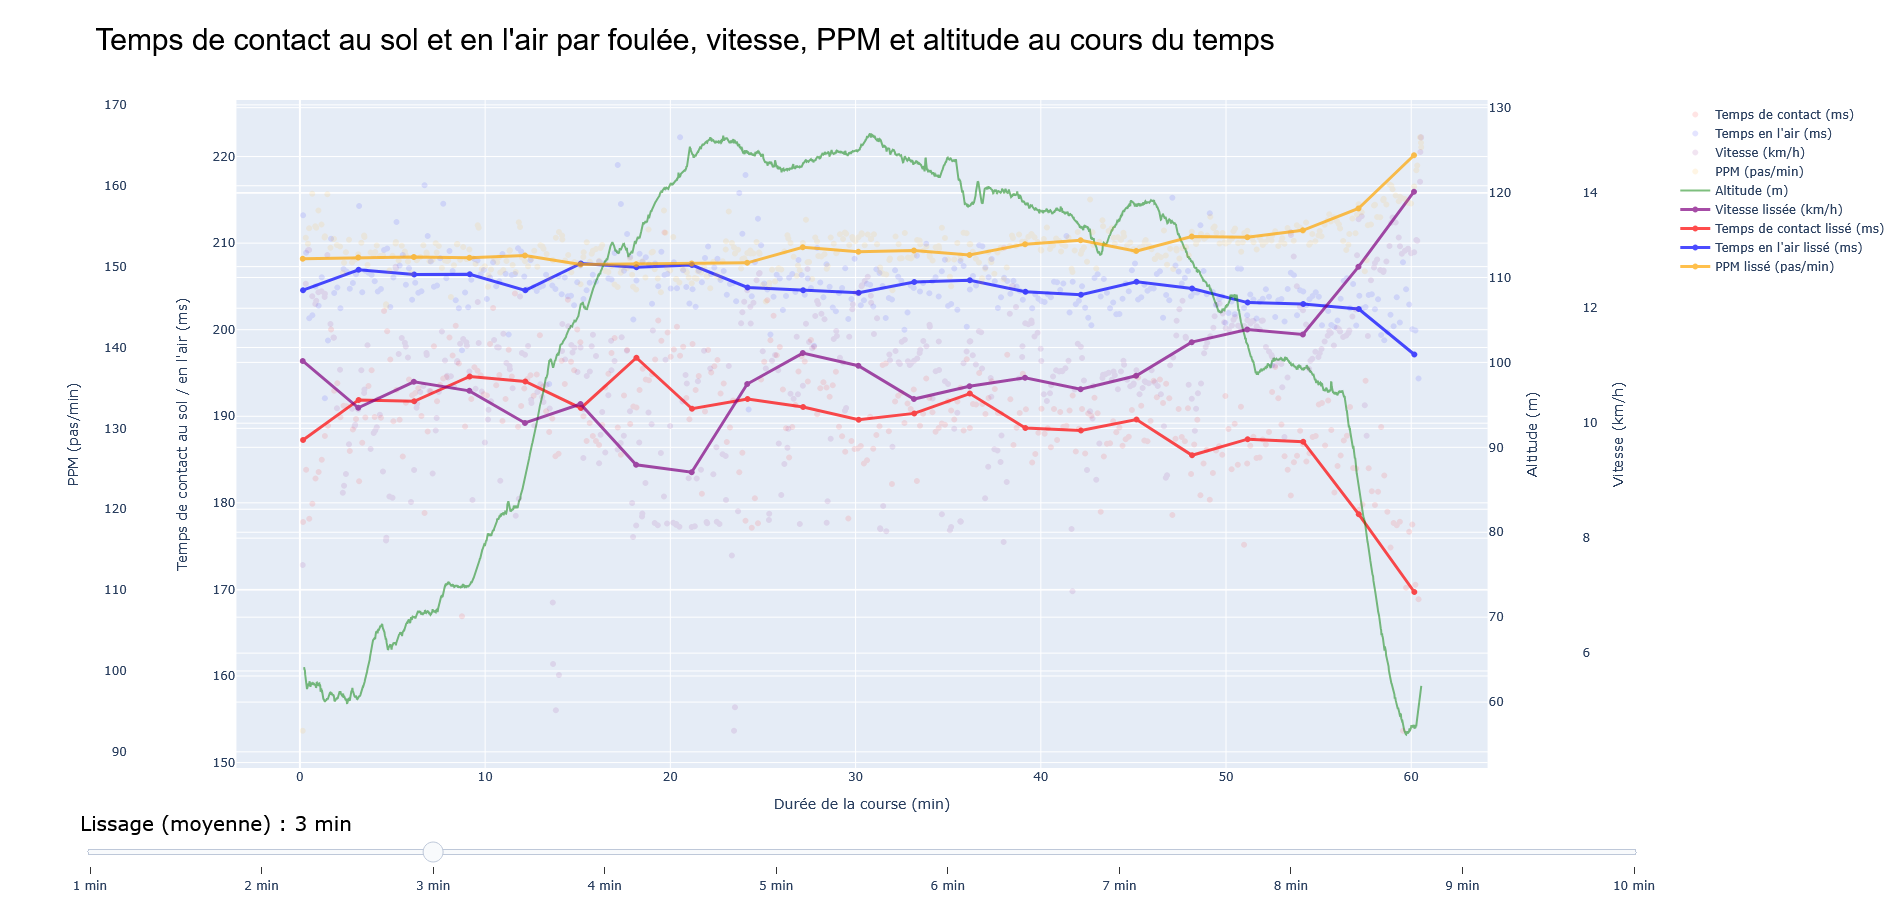 Temps de contact au sol et en l'air par foulée, vitesse, PPM et altitude au cours du temps
170
160
150
140
130
120
110
100
90
PPM (pas/min)
220
210
200
190
180
170
160
150
Temps de contact au sol / en l'air (ms)
130
120
110
100
90
80
70
60
Altitude (m)
14
12
10
8
6
Vitesse (km/h)
Temps de contact (ms)
Temps en l'air (ms)
Vitesse (km/h)
PPM (pas/min)
Altitude (m)
Vitesse lissée (km/h)
Temps de contact lissé (ms)
Temps en l'air lissé (ms)
PPM lissé (pas/min)
0 10 20 30 40 50 60
Durée de la course (min)
Lissage (moyenne) : 3 min
1 min 2 min 3 min 4 min 5 min 6 min 7 min 8 min 9 min 10 min